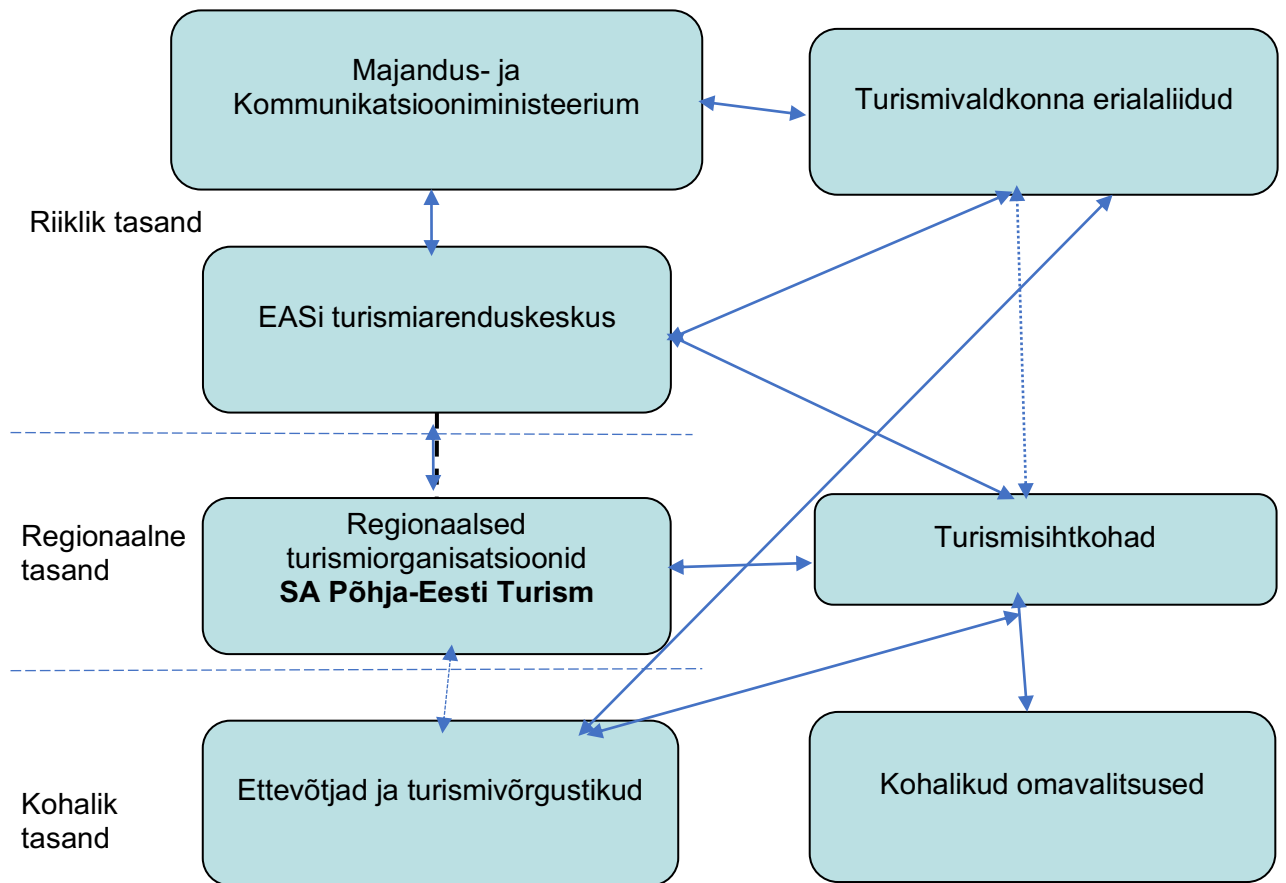 Majandus- ja
Kommunikatsiooniministeerium
Turismivaldkonna erialaliidud
Riiklik tasand
EASi turismiarenduskeskus
Regionaalne
tasand
Regionaalsed
turismiorganisatsioonid
SA Põhja-Eesti Turism
Turismisihtkohad
Kohalik
tasand
Ettevõtjad ja turismivõrgustikud
Kohalikud omavalitsused